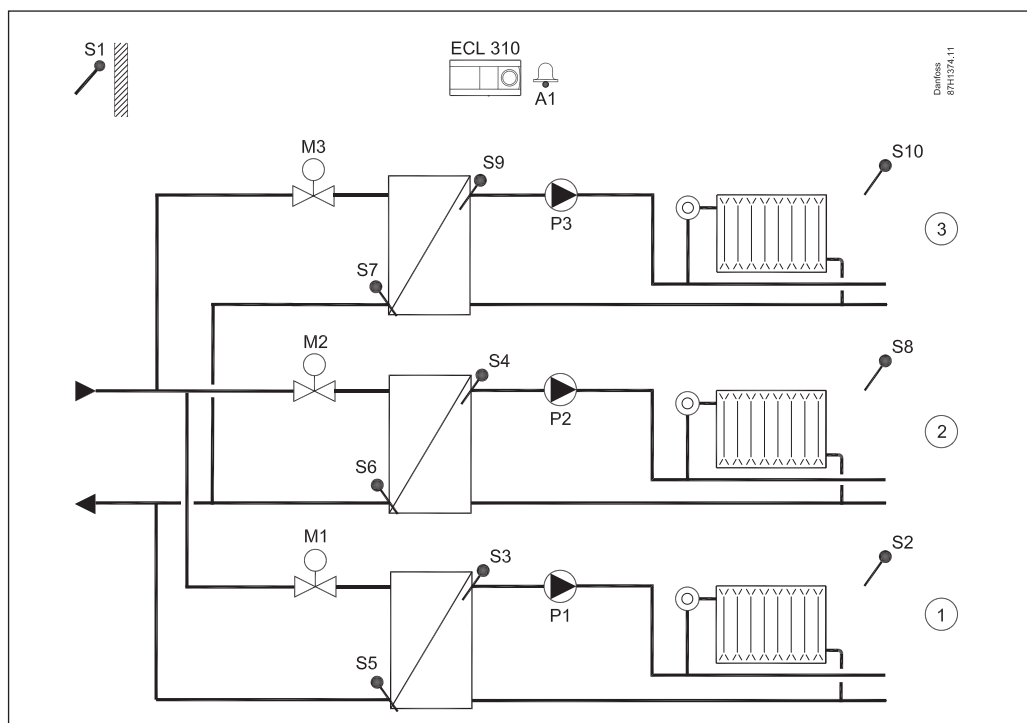 S1
ECL 310
A1
Danfoss
87H1374.11
M3
S9
P3
S10
3
S7
M2
S4
P2
S8
2
S6
M1
S3
P1
S2
1
S5